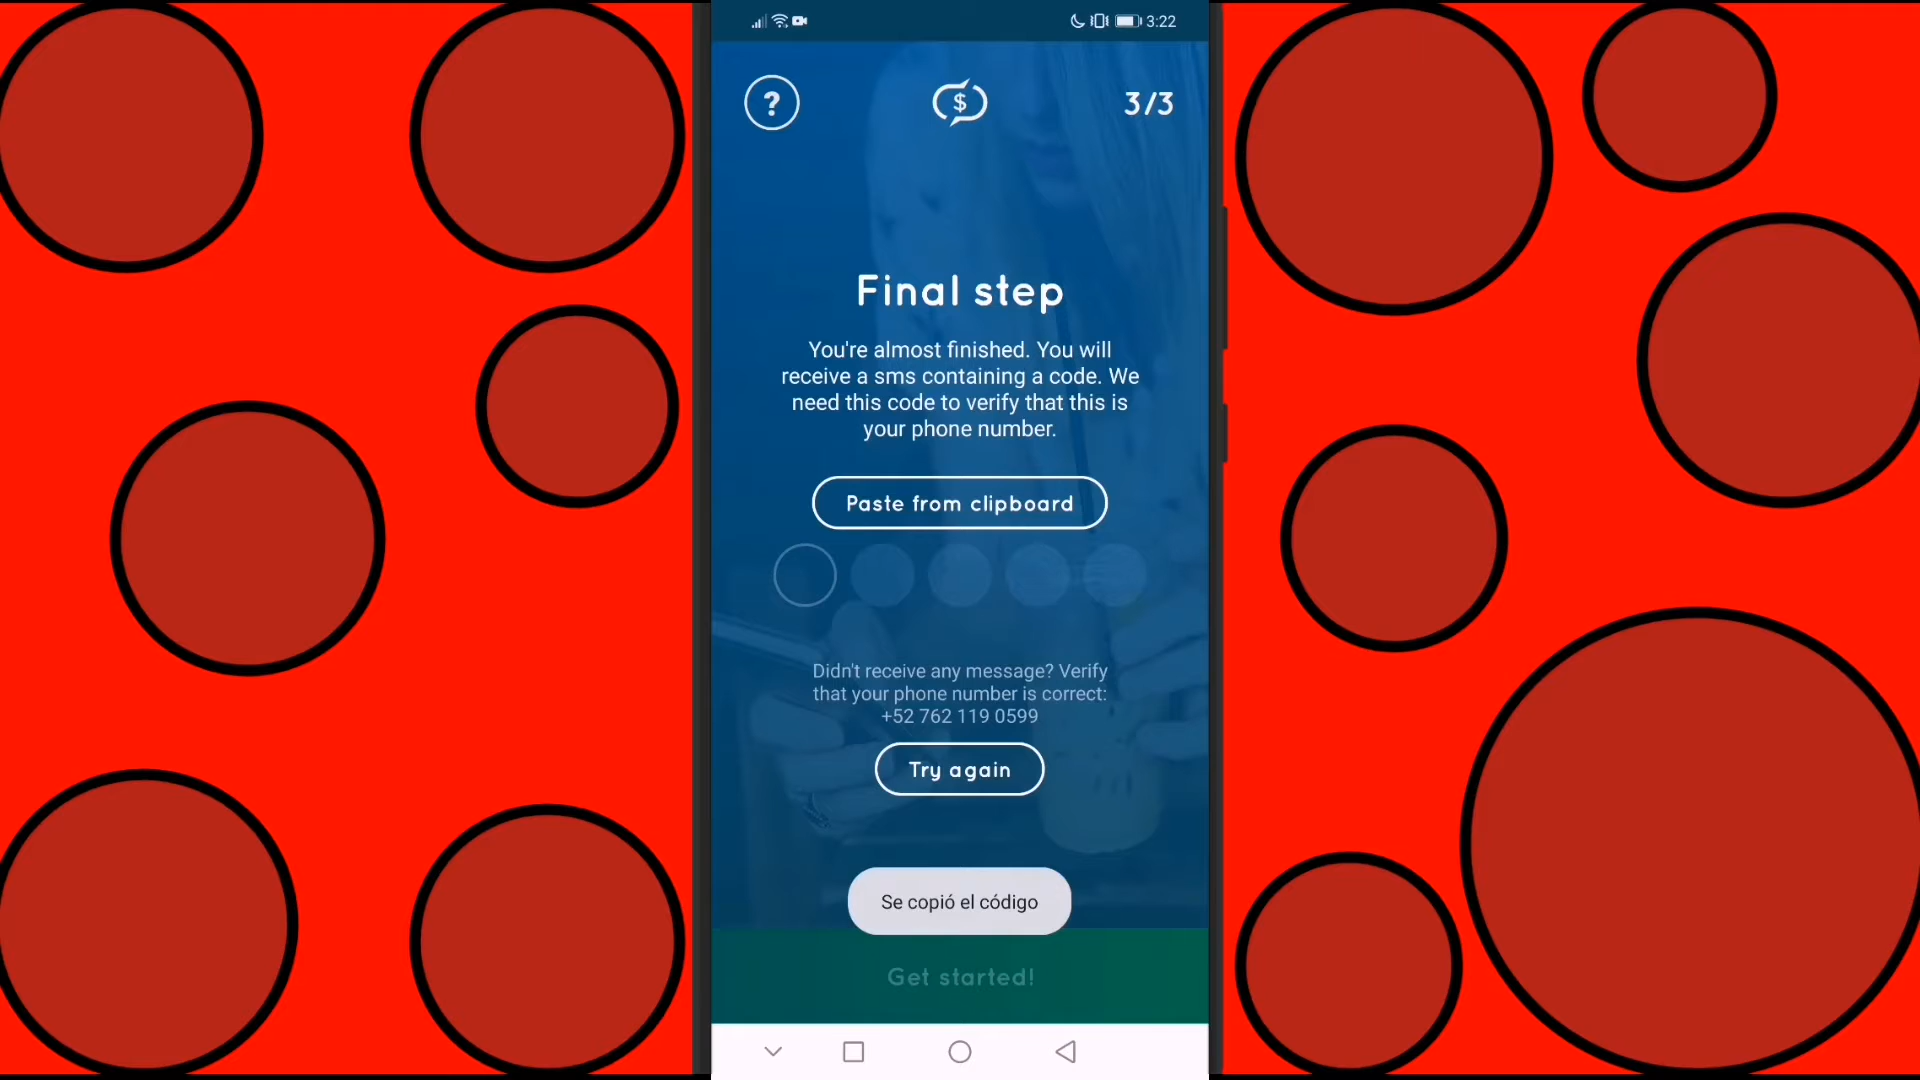 3:22
?
$
3/3
Final step
You're almost finished. You will
receive a sms containing a code. We
need this code to verify that this is
your phone number.
Paste from clipboard
Didn't receive any message? Verify
that your phone number is correct:
+52 762 119 0599
Try again
Se copió el código
Get started!